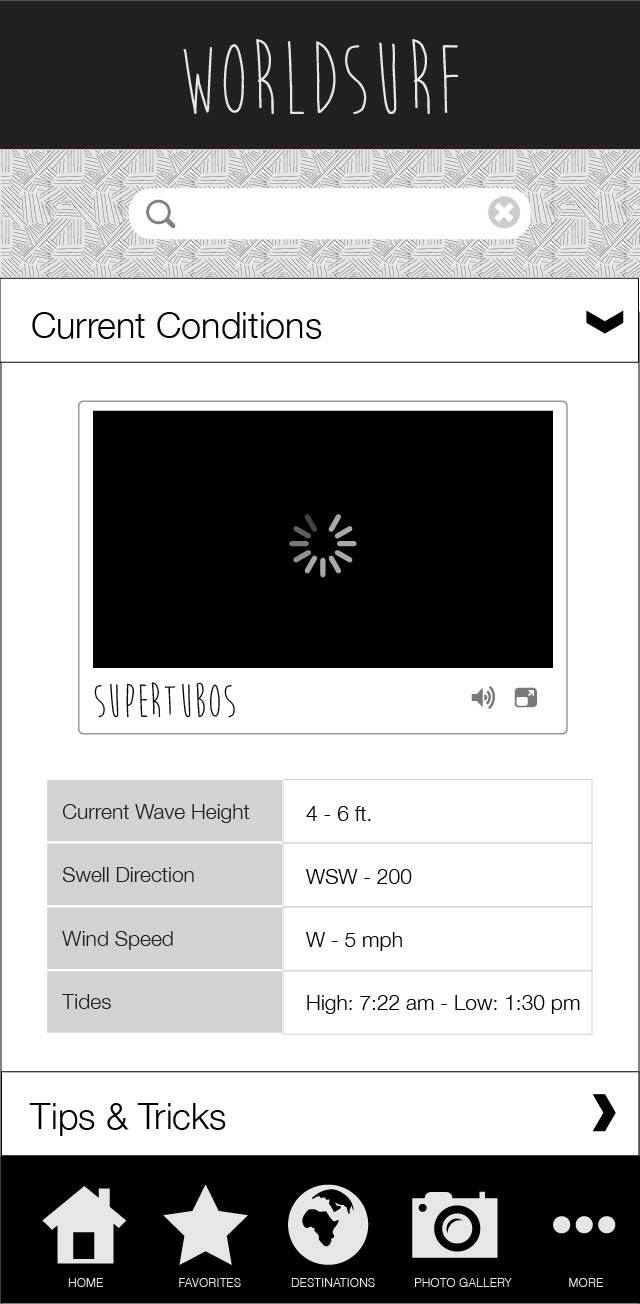 WORLDSURF
Current Conditions
SUPERTUBOS
Current Wave Height 4 - 6 ft.
Swell Direction WSW - 200
Wind Speed W - 5 mph
Tides High: 7:22 am - Low: 1:30 pm
Tips & Tricks
HOME FAVORITES DESTINATIONS PHOTO GALLERY MORE